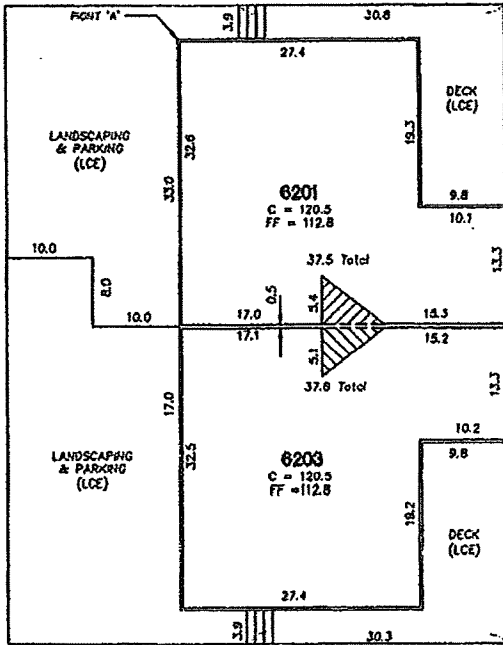 POINT "A"
3.9
30.8
27.4
DECK
(LCE)
LANDSCAPING
& PARKING
(LCE)
32.6
33.0
19.3
6201
C = 120.5
FF = 112.8
9.8
10.1
10.0
8.0
37.5 Total
13.3
0.5
5.4
10.0
17.0
15.3
17.1
15.2
5.1
37.8 Total
13.3
17.0
32.5
10.2
9.8
LANDSCAPING
& PARKING
(LCE)
6203
C = 120.5
FF = 112.8
19.2
DECK
(LCE)
27.4
3.9
30.3